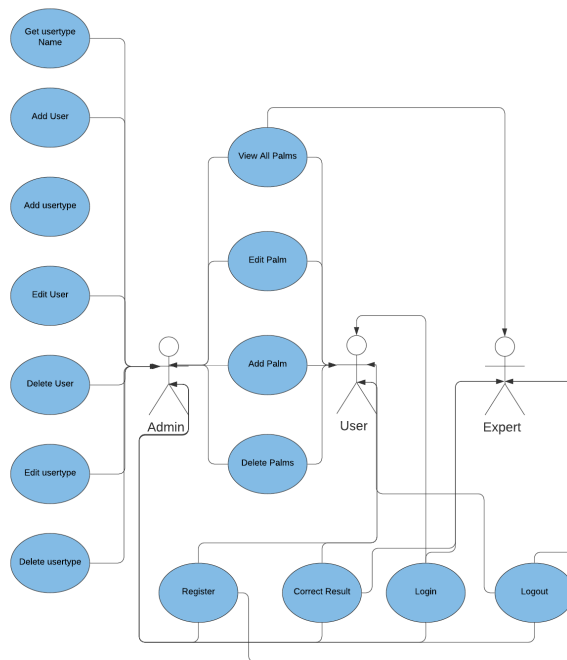 Get usertype
Name
Add User
View All Palms
Add usertype
Edit Palm
Edit User
Add Palm
Delete User
Admin
User
Expert
Delete Palms
Edit usertype
Delete usertype
Register
Correct Result
Login
Logout